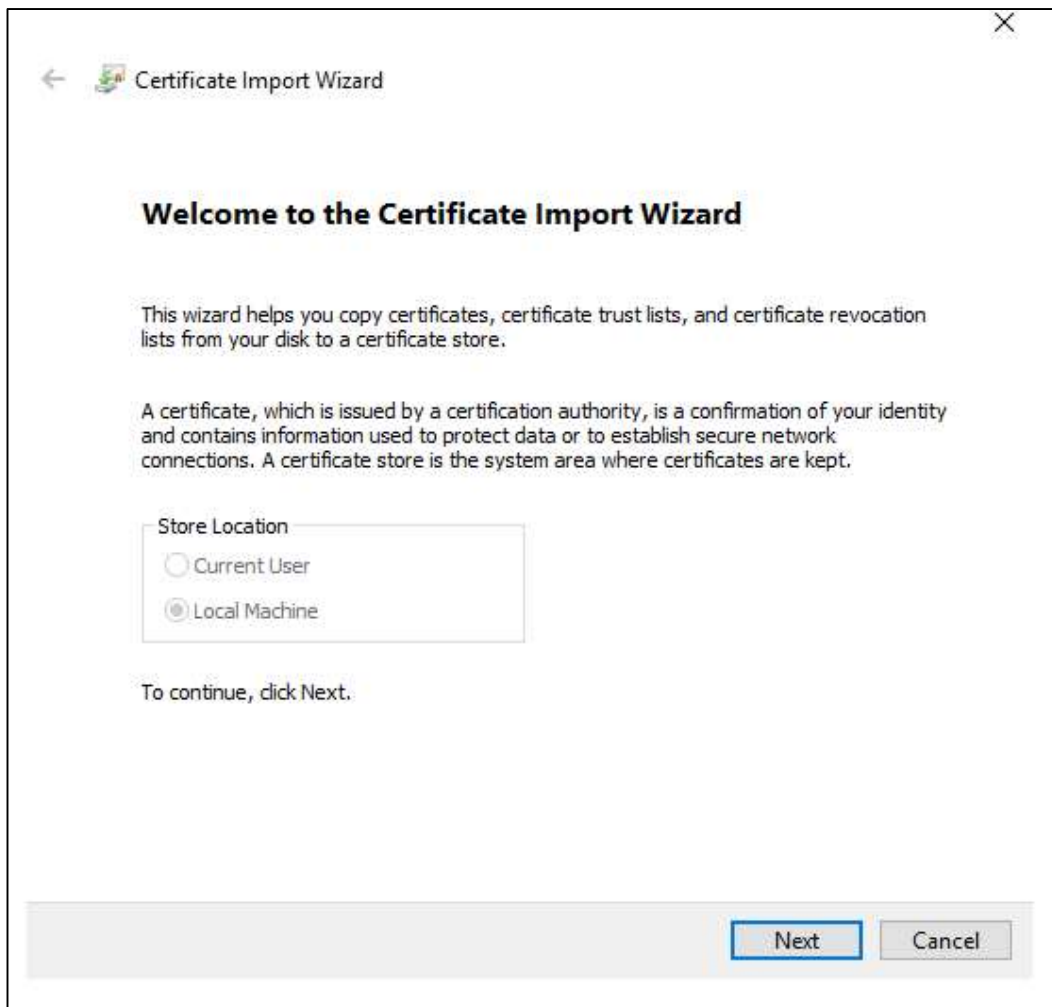 Certificate Import Wizard
Welcome to the Certificate Import Wizard
This wizard helps you copy certificates, certificate trust lists, and certificate revocation
lists from your disk to a certificate store.
A certificate, which is issued by a certification authority, is a confirmation of your identity
and contains information used to protect data or to establish secure network
connections. A certificate store is the system area where certificates are kept.
Store Location
Current User
Local Machine
To continue, click Next.
Next Cancel